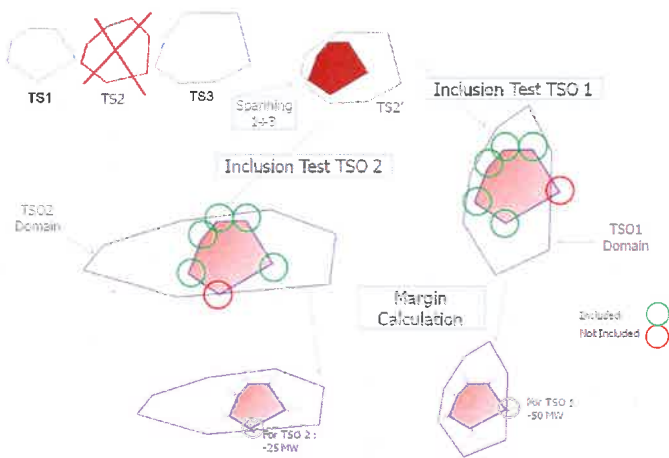 TS1
TS2
TS3
Spanning
1+3
TS2'
Inclusion Test TSO 1
Inclusion Test TSO 2
TSO2
Domain
TSO1
Domain
Margin
Calculation
Included
Not Included
For TSO 2 :
-25 MW
For TSO 1:
-50 MW